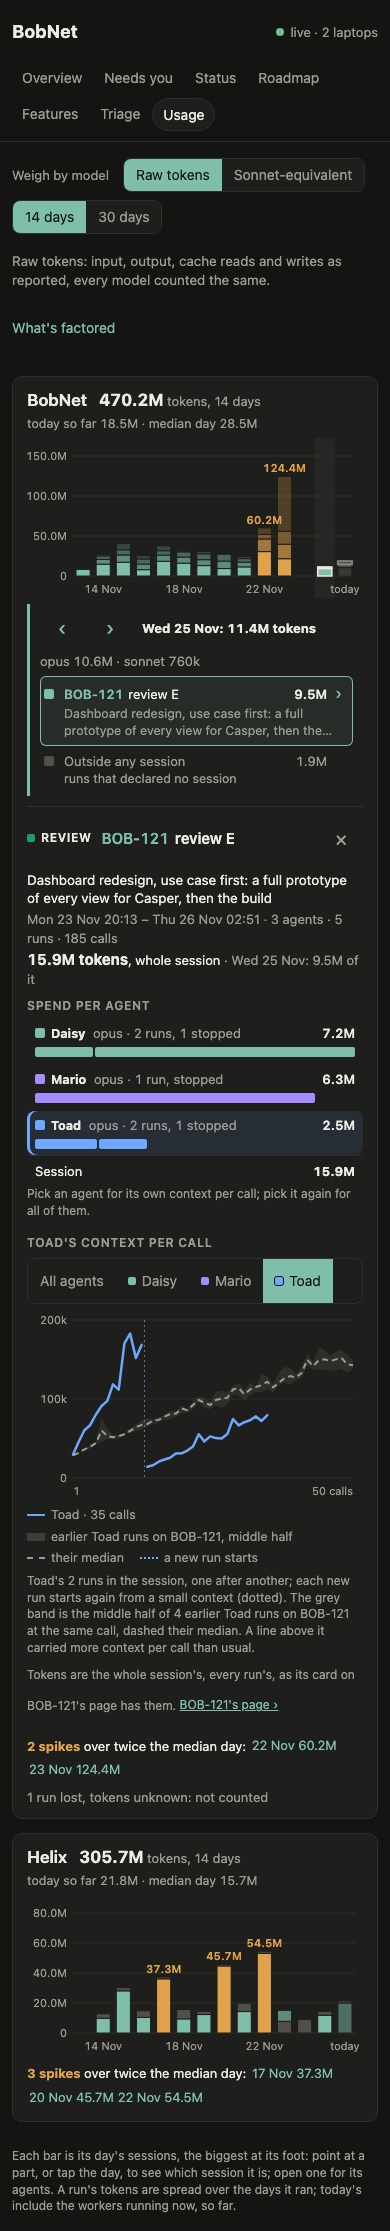 BobNet
live · 2 laptops
Overview Needs you Status Roadmap
Features Triage Usage
Weigh by model Raw tokens Sonnet-equivalent
14 days 30 days
Raw tokens: input, output, cache reads and writes as
reported, every model counted the same.
What's factored
BobNet 470.2M tokens, 14 days
today so far 18.5M · median day 28.5M
150.0M
124.4M
100.0M
60.2M
50.0M
0
14 Nov 18 Nov 22 Nov today
‹ › Wed 25 Nov: 11.4M tokens
opus 10.6M · sonnet 760k
BOB-121 review E 9.5M ›
Dashboard redesign, use case first: a full
prototype of every view for Casper, then the…
Outside any session 1.9M
runs that declared no session
REVIEW BOB-121 review E ×
Dashboard redesign, use case first: a full prototype
of every view for Casper, then the build
Mon 23 Nov 20:13 – Thu 26 Nov 02:51 · 3 agents · 5
runs · 185 calls
15.9M tokens, whole session · Wed 25 Nov: 9.5M of
it
SPEND PER AGENT
Daisy opus · 2 runs, 1 stopped 7.2M
Mario opus · 1 run, stopped 6.3M
Toad opus · 2 runs, 1 stopped 2.5M
Session 15.9M
Pick an agent for its own context per call; pick it again for
all of them.
TOAD'S CONTEXT PER CALL
All agents Daisy Mario Toad
200k
100k
0
1 50 calls
Toad · 35 calls
earlier Toad runs on BOB-121, middle half
their median a new run starts
Toad's 2 runs in the session, one after another; each new
run starts again from a small context (dotted). The grey
band is the middle half of 4 earlier Toad runs on BOB-121
at the same call, dashed their median. A line above it
carried more context per call than usual.
Tokens are the whole session's, every run's, as its card on
BOB-121's page has them. BOB-121's page ›
2 spikes over twice the median day: 22 Nov 60.2M
23 Nov 124.4M
1 run lost, tokens unknown: not counted
Helix 305.7M tokens, 14 days
today so far 21.8M · median day 15.7M
80.0M
60.0M
54.5M
45.7M
40.0M
37.3M
20.0M
0
14 Nov 18 Nov 22 Nov today
3 spikes over twice the median day: 17 Nov 37.3M
20 Nov 45.7M 22 Nov 54.5M
Each bar is its day's sessions, the biggest at its foot: point at a
part, or tap the day, to see which session it is; open one for its
agents. A run's tokens are spread over the days it ran; today's
include the workers running now, so far.